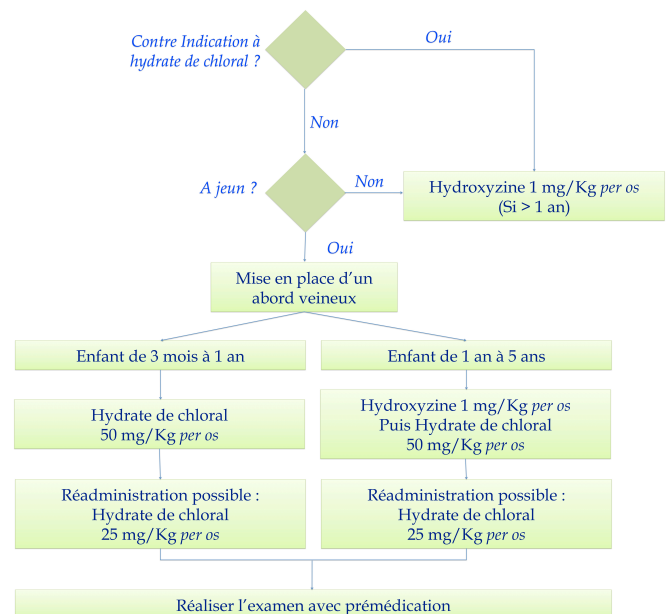 Contre Indication à
hydrate de chloral ?
Oui
Non
A jeun ?
Non
Hydroxyzine 1 mg/Kg per os
(Si > 1 an)
Oui
Mise en place d’un
abord veineux
Enfant de 3 mois à 1 an
Enfant de 1 an à 5 ans
Hydrate de chloral
50 mg/Kg per os
Hydroxyzine 1 mg/Kg per os
Puis Hydrate de chloral
50 mg/Kg per os
Réadministration possible :
Hydrate de chloral
25 mg/Kg per os
Réadministration possible :
Hydrate de chloral
25 mg/Kg per os
Réaliser l’examen avec prémédication